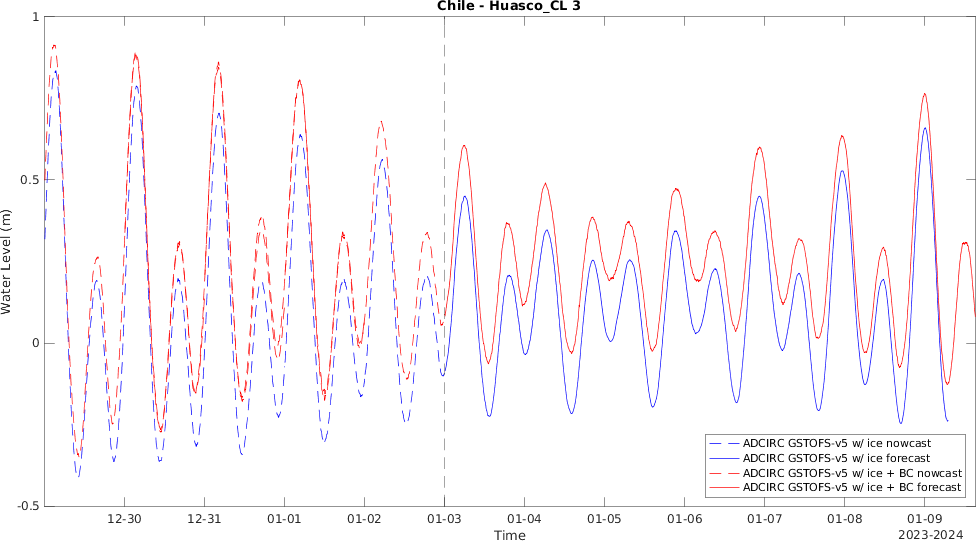 Chile - Huasco_CL 3
1
0.5
0
-0.5
Water Level (m)
12-30 12-31 01-01 01-02 01-03 01-04 01-05 01-06 01-07 01-08 01-09
Time
2023-2024
ADCIRC GSTOFS-v5 w/ ice nowcast
ADCIRC GSTOFS-v5 w/ ice forecast
ADCIRC GSTOFS-v5 w/ ice + BC nowcast
ADCIRC GSTOFS-v5 w/ ice + BC forecast